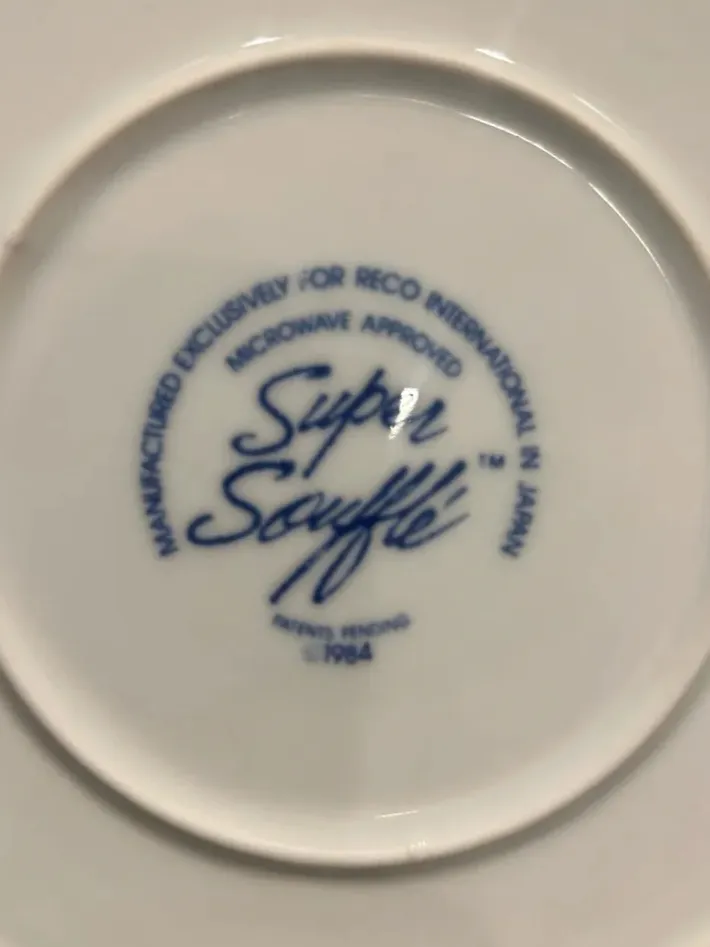 MANUFACTURED EXCLUSIVELY FOR RECO INTERNATIONAL IN JAPAN
MICROWAVE APPROVED
Super
Soufflé™
PATENTS PENDING
©1984